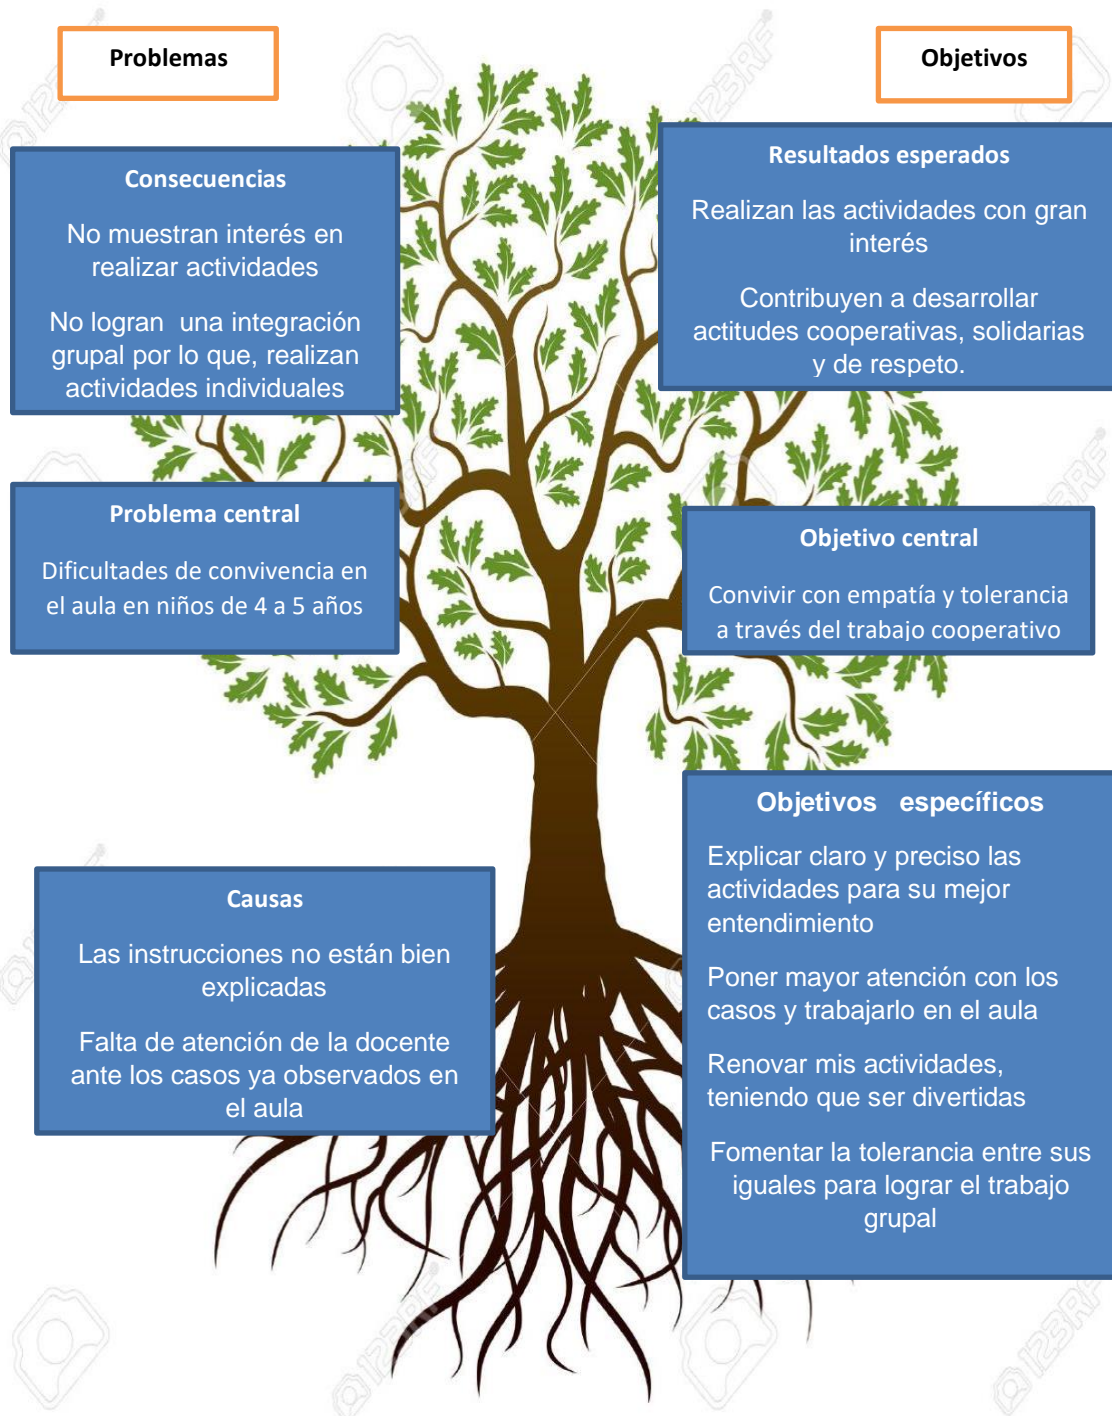 Problemas
Objetivos
Consecuencias
No muestran interés en
realizar actividades
No logran una integración
grupal por lo que, realizan
actividades individuales
Resultados esperados
Realizan las actividades con gran
interés
Contribuyen a desarrollar
actitudes cooperativas, solidarias
y de respeto.
Problema central
Dificultades de convivencia en
el aula en niños de 4 a 5 años
Objetivo central
Convivir con empatía y tolerancia
a través del trabajo cooperativo
Causas
Las instrucciones no están bien
explicadas
Falta de atención de la docente
ante los casos ya observados en
el aula
Objetivos específicos
Explicar claro y preciso las
actividades para su mejor
entendimiento
Poner mayor atención con los
casos y trabajarlo en el aula
Renovar mis actividades,
teniendo que ser divertidas
Fomentar la tolerancia entre sus
iguales para lograr el trabajo
grupal
123RF
123RF
123RF
123RF